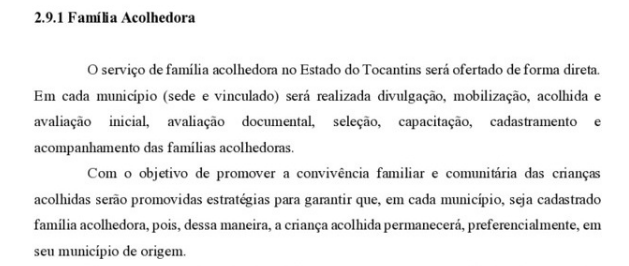 2.9.1 Família Acolhedora
O serviço de família acolhedora no Estado do Tocantins será ofertado de forma direta.
Em cada município (sede e vinculado) será realizada divulgação, mobilização, acolhida e
avaliação inicial, avaliação documental, seleção, capacitação, cadastramento e
acompanhamento das famílias acolhedoras.
Com o objetivo de promover a convivência familiar e comunitária das crianças
acolhidas serão promovidas estratégias para garantir que, em cada município, seja cadastrado
família acolhedora, pois, dessa maneira, a criança acolhida permanecerá, preferencialmente, em
seu município de origem.